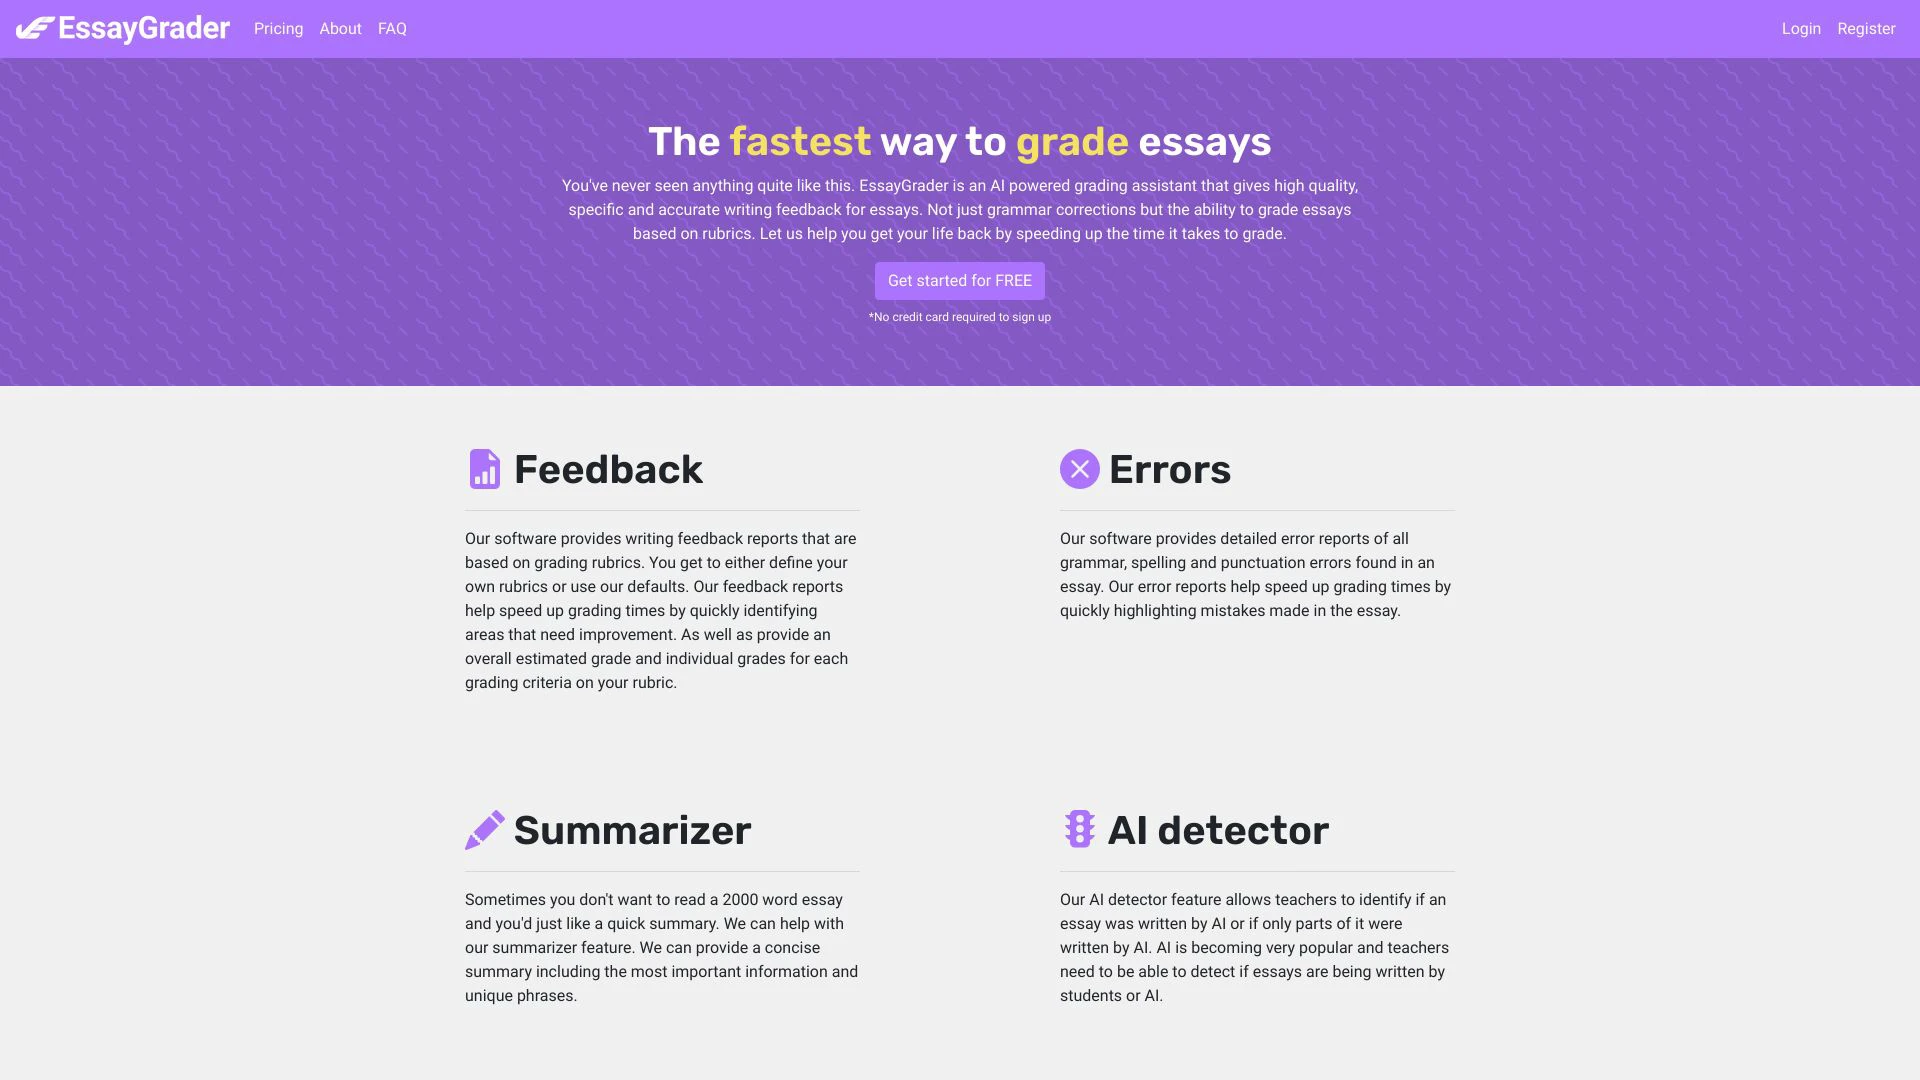 EssayGrader Pricing About FAQ Login Register
The fastest way to grade essays
You've never seen anything quite like this. EssayGrader is an AI powered grading assistant that gives high quality,
specific and accurate writing feedback for essays. Not just grammar corrections but the ability to grade essays
based on rubrics. Let us help you get your life back by speeding up the time it takes to grade.
Get started for FREE
*No credit card required to sign up
Feedback
Our software provides writing feedback reports that are
based on grading rubrics. You get to either define your
own rubrics or use our defaults. Our feedback reports
help speed up grading times by quickly identifying
areas that need improvement. As well as provide an
overall estimated grade and individual grades for each
grading criteria on your rubric.
Errors
Our software provides detailed error reports of all
grammar, spelling and punctuation errors found in an
essay. Our error reports help speed up grading times by
quickly highlighting mistakes made in the essay.
Summarizer
Sometimes you don't want to read a 2000 word essay
and you'd just like a quick summary. We can help with
our summarizer feature. We can provide a concise
summary including the most important information and
unique phrases.
AI detector
Our AI detector feature allows teachers to identify if an
essay was written by AI or if only parts of it were
written by AI. AI is becoming very popular and teachers
need to be able to detect if essays are being written by
students or AI.